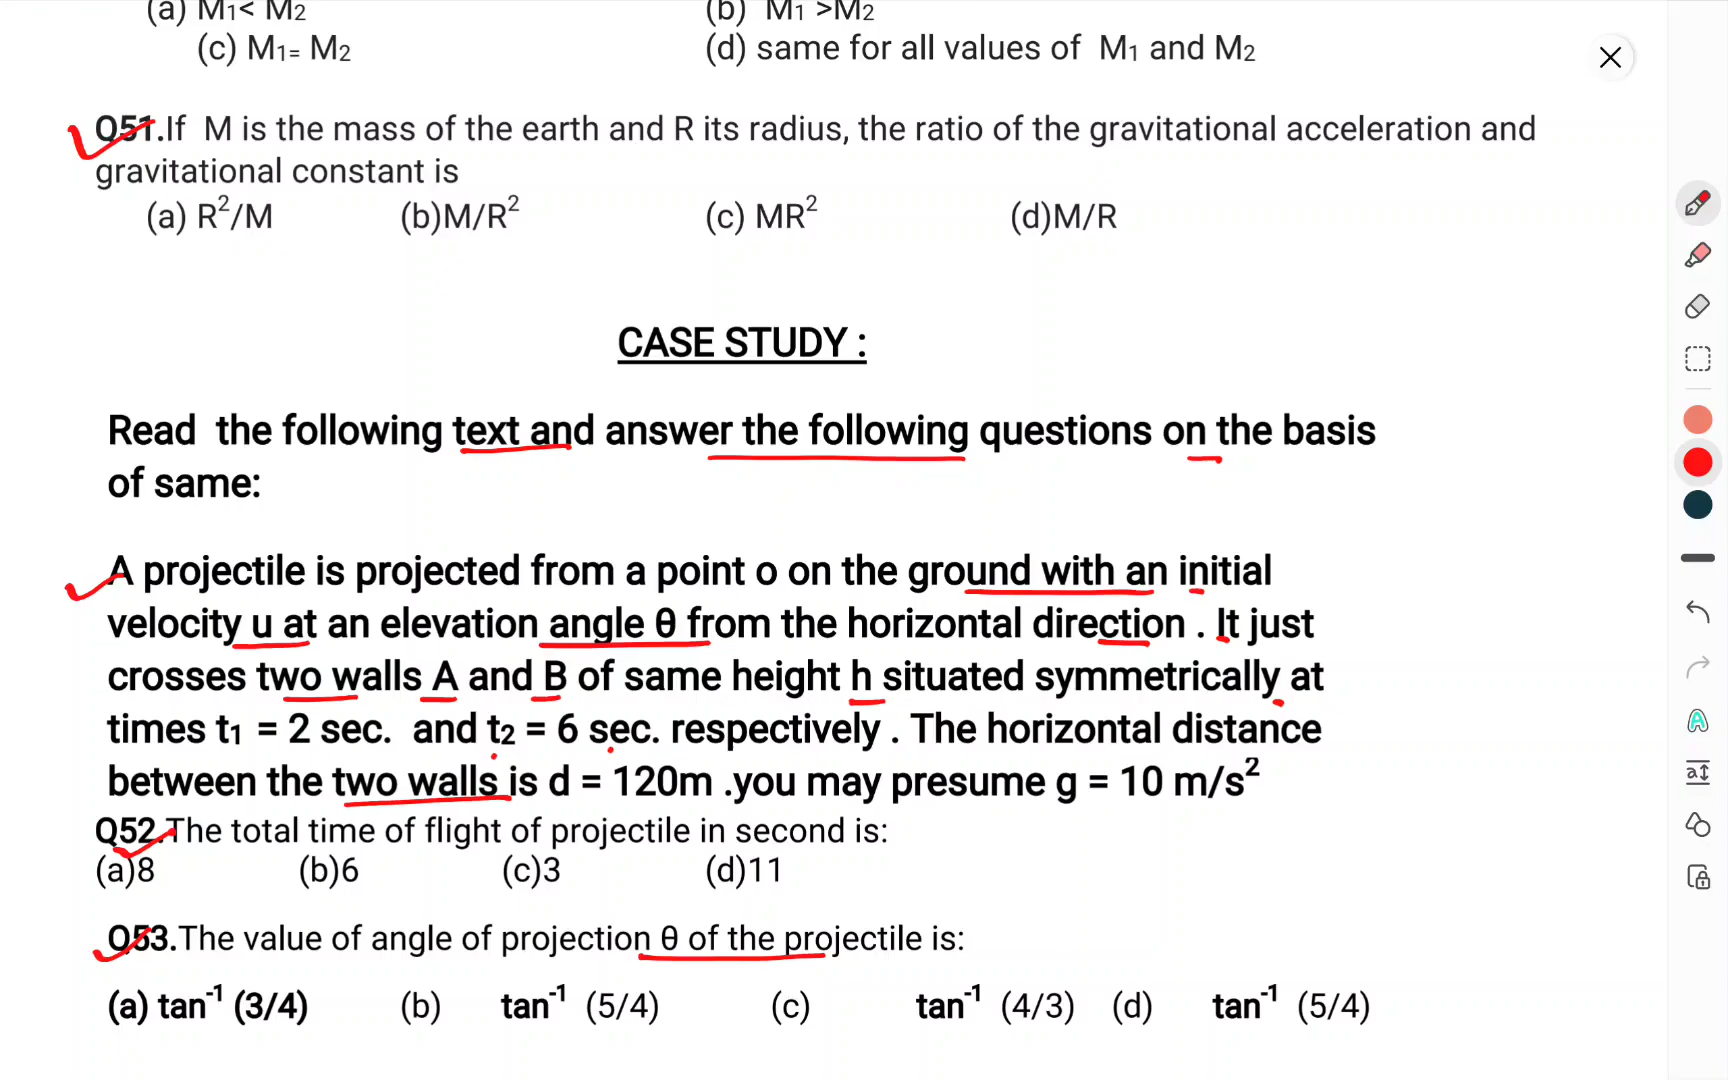 (a) M₁< M₂ (b) M₁ >M₂
(c) M₁₌ M₂ (d) same for all values of M₁ and M₂
Q51.If M is the mass of the earth and R its radius, the ratio of the gravitational acceleration and
gravitational constant is
(a) R²/M (b)M/R² (c) MR² (d)M/R
CASE STUDY :
Read the following text and answer the following questions on the basis
of same:
A projectile is projected from a point o on the ground with an initial
velocity u at an elevation angle θ from the horizontal direction . It just
crosses two walls A and B of same height h situated symmetrically at
times t₁ = 2 sec. and t₂ = 6 sec. respectively . The horizontal distance
between the two walls is d = 120m .you may presume g = 10 m/s²
Q52.The total time of flight of projectile in second is:
(a)8 (b)6 (c)3 (d)11
Q53.The value of angle of projection θ of the projectile is:
(a) tan⁻¹ (3/4) (b) tan⁻¹ (5/4) (c) tan⁻¹ (4/3) (d) tan⁻¹ (5/4)